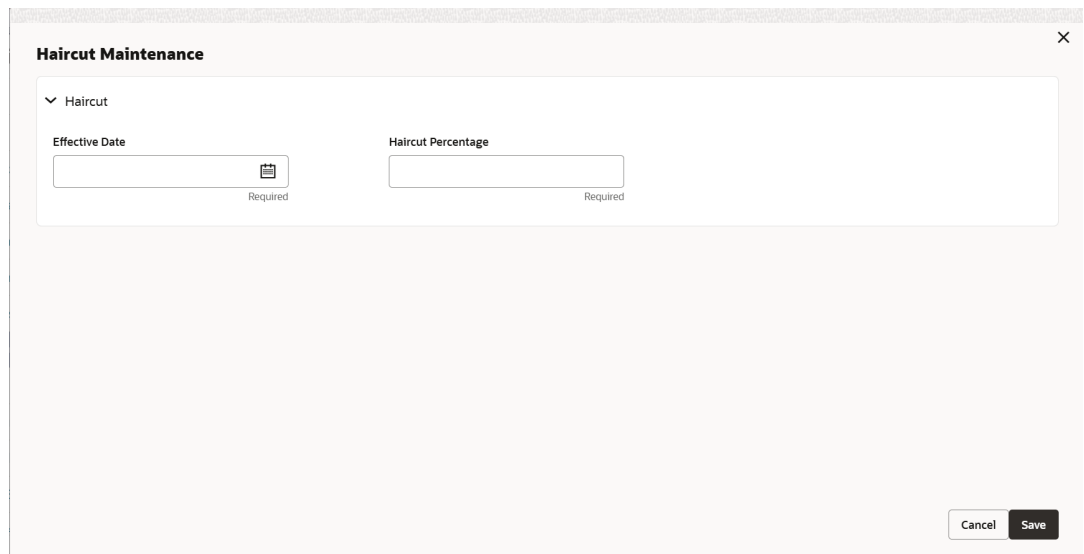 Haircut Maintenance
Haircut
Effective Date Haircut Percentage
Required Required
Cancel Save